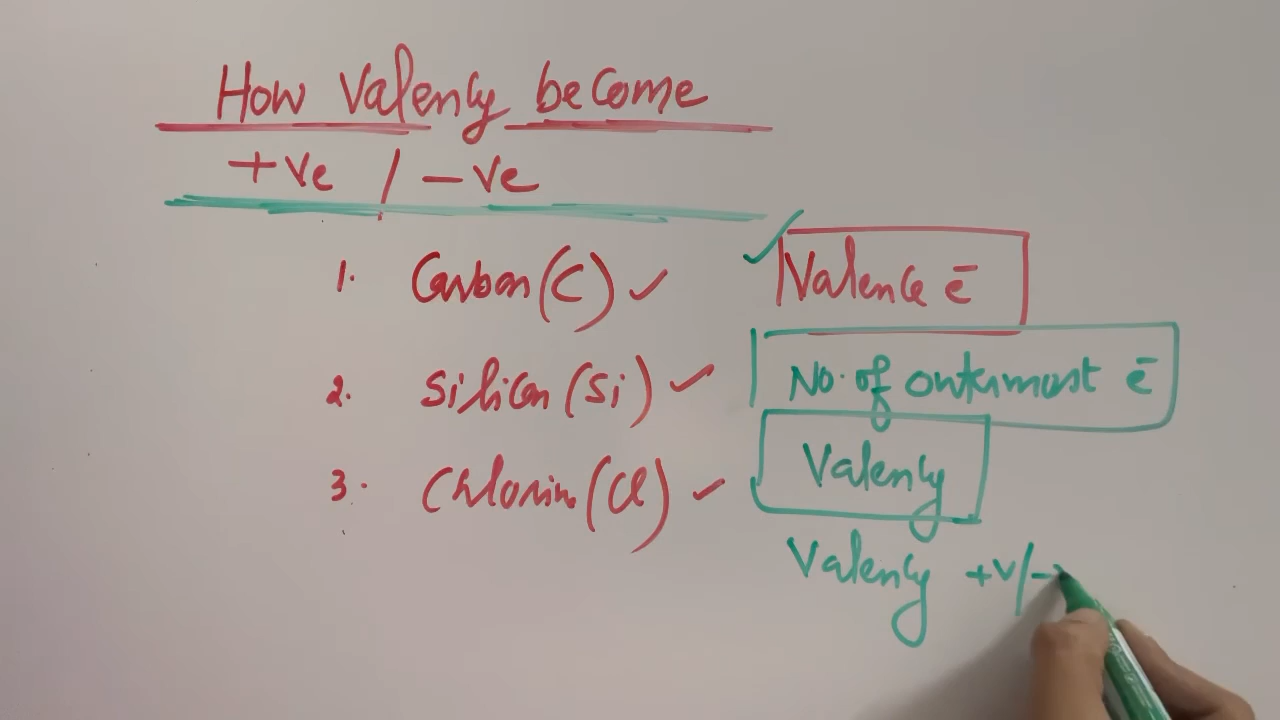 How Valency become
+ve / -ve
1. Carbon (C) ✓
✓ Valence e̅
2. Silicon (Si) ✓
No. of outermost e̅
3. Chlorin (Cl) ✓
Valency
Valency +v/-